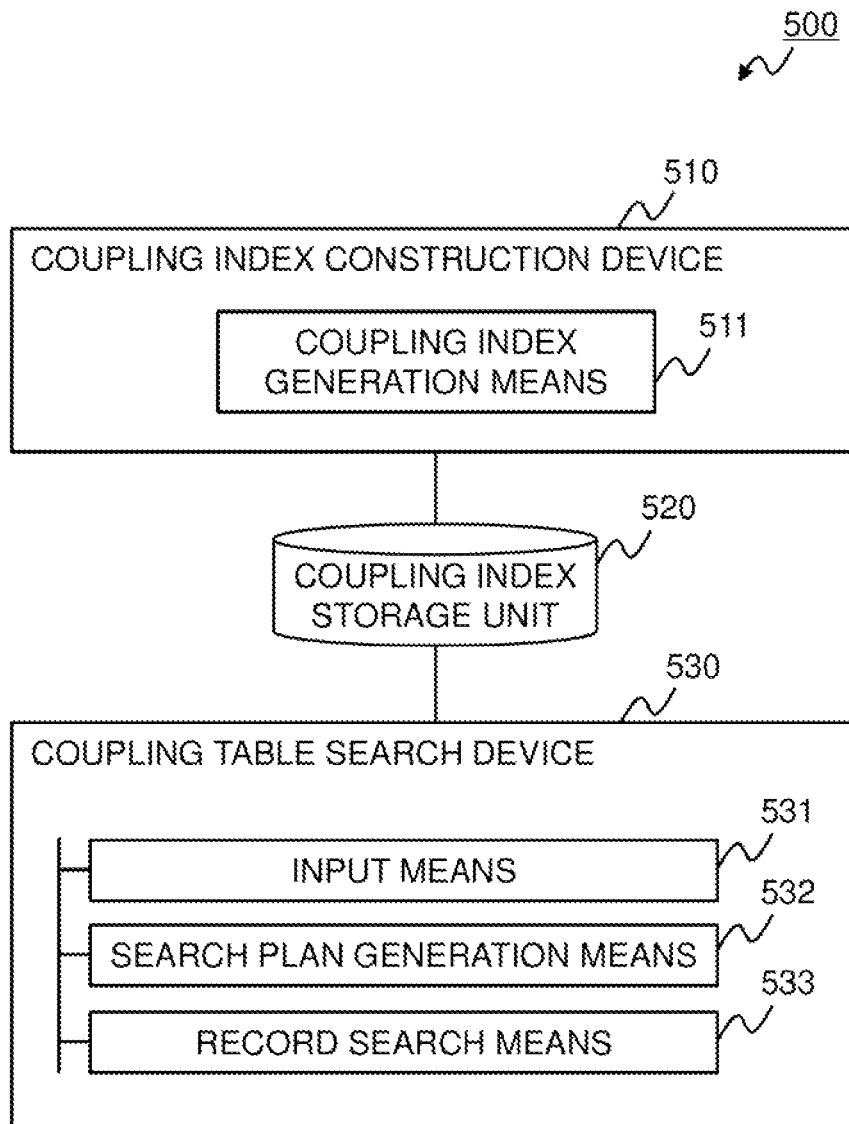 500
510
COUPLING INDEX CONSTRUCTION DEVICE
COUPLING INDEX
GENERATION MEANS
511
520
COUPLING INDEX
STORAGE UNIT
530
COUPLING TABLE SEARCH DEVICE
531
INPUT MEANS
532
SEARCH PLAN GENERATION MEANS
533
RECORD SEARCH MEANS